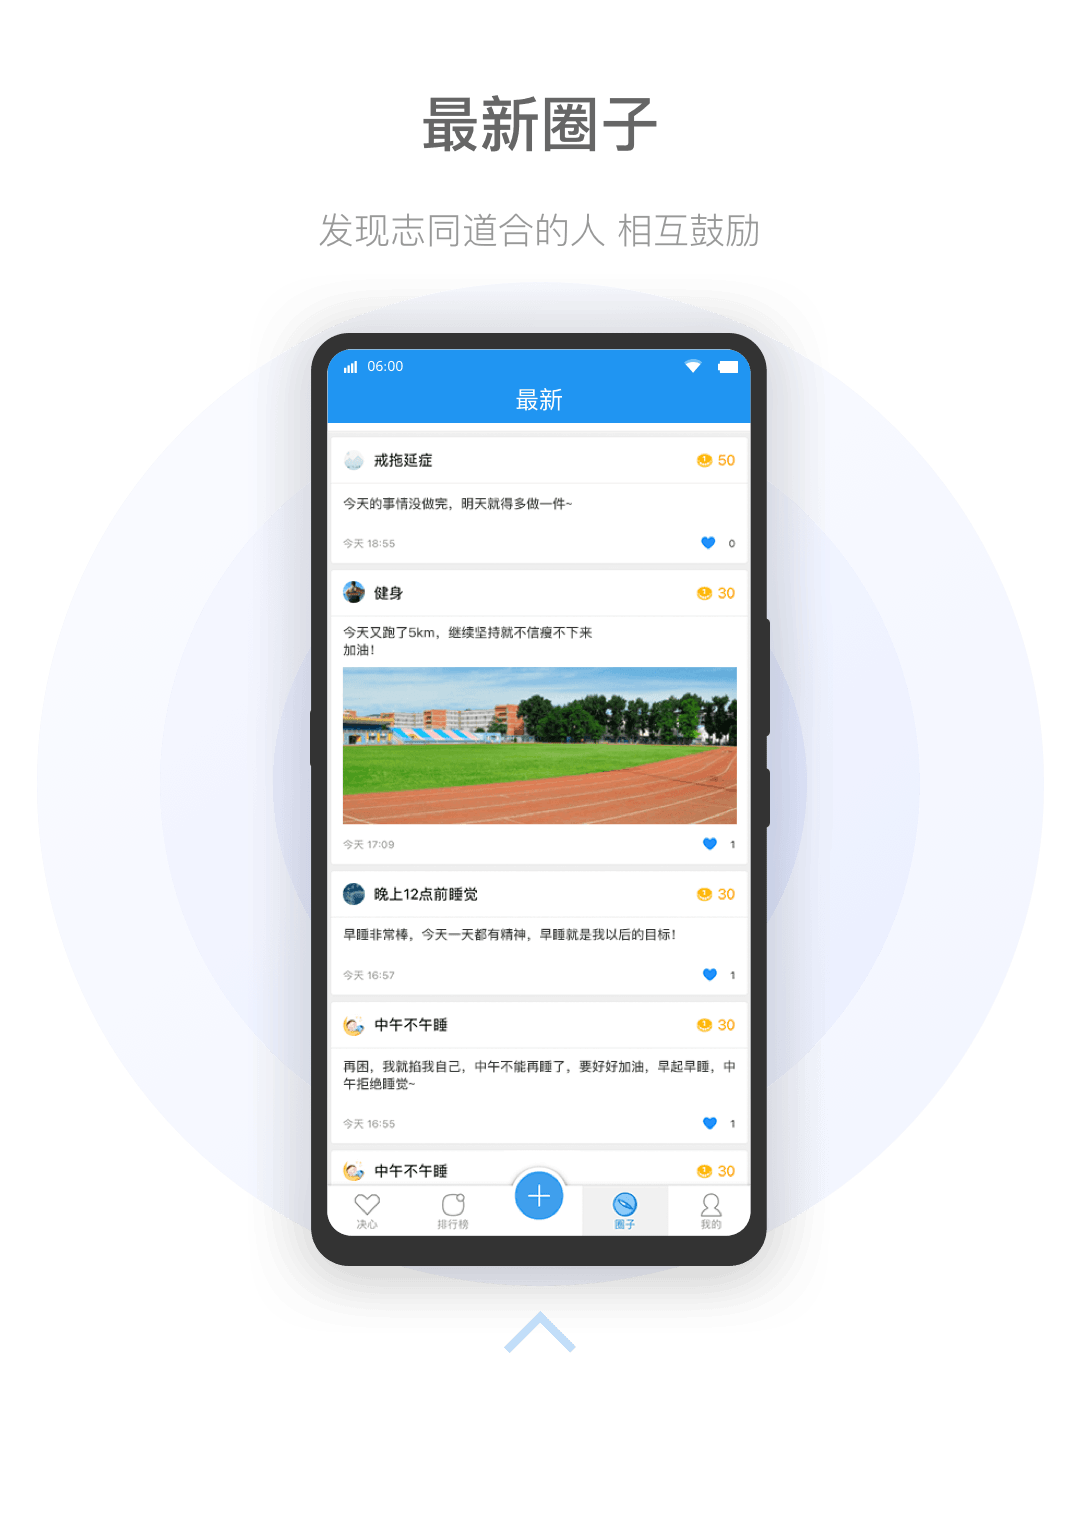 最新圈子
发现志同道合的人 相互鼓励
06:00
最新
戒拖延症
50
今天的事情没做完，明天就得多做一件~
今天 18:55
0
健身
30
今天又跑了5km，继续坚持就不信瘦不下来
加油！
今天 17:09
1
晚上12点前睡觉
30
早睡非常棒，今天一天都有精神，早睡就是我以后的目标！
今天 16:57
1
中午不午睡
30
再困，我就掐我自己，中午不能再睡了，要好好加油，早起早睡，中
午拒绝睡觉~
今天 16:55
1
中午不午睡
30
决心
排行榜
圈子
我的